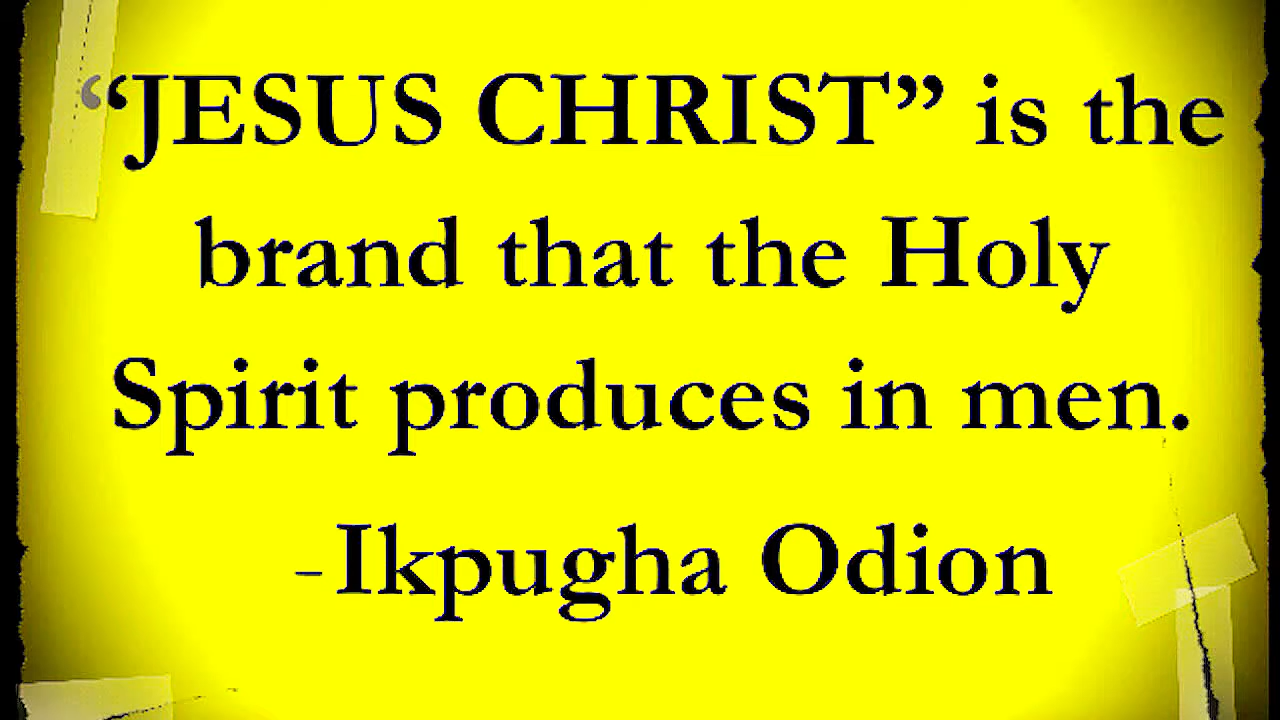 “JESUS CHRIST” is the
brand that the Holy
Spirit produces in men.
-Ikpugha Odion